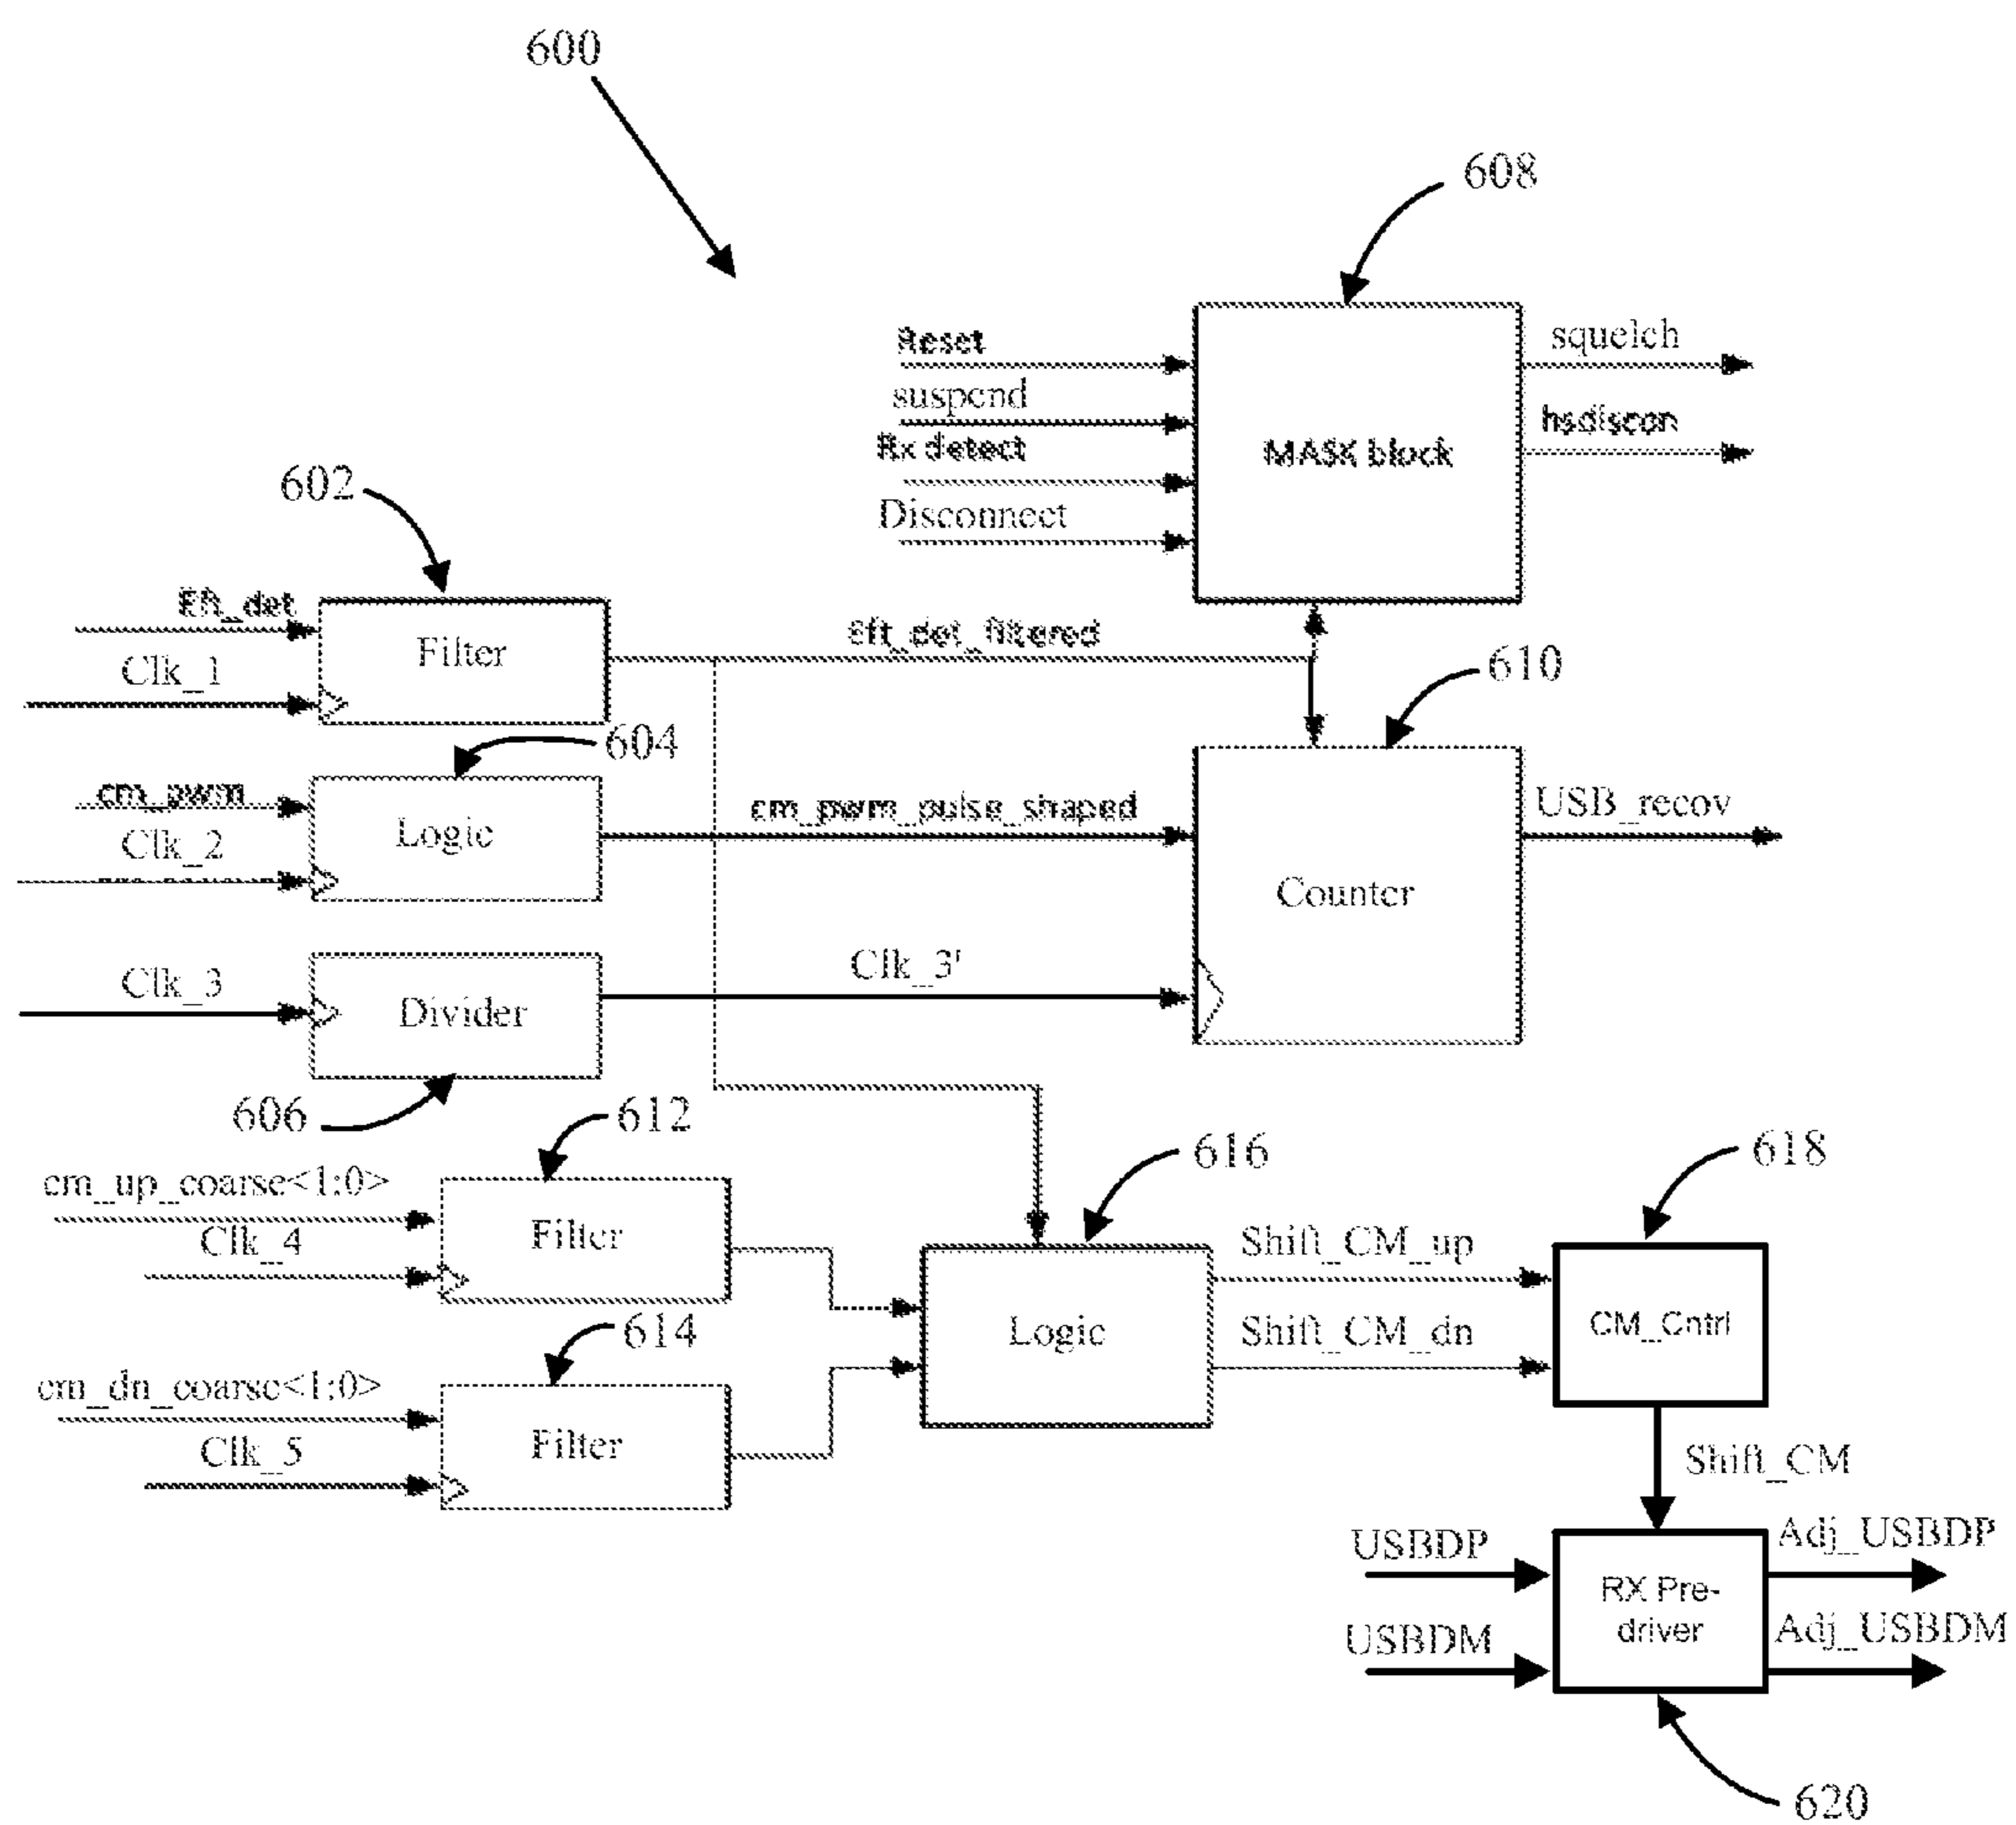 600
608
Reset
suspend
Rx detect
Disconnect
MASK block
squelch
hsdiscon
602
Eft_det
Clk_1
Filter
Eft_det_filtered
610
604
cm_pwm
Clk_2
Logic
cm_pwm_pulse_shaped
USB_recov
Counter
Clk_3
Divider
Clk_3'
606
612
616
618
cm_up_coarse<1:0>
Clk_4
Filter
Shift_CM_up
614
Logic
Shift_CM_dn
CM_Cntrl
cm_dn_coarse<1:0>
Clk_5
Filter
Shift_CM
USBDP
Adj_USBDP
RX Pre-
driver
USBDM
Adj_USBDM
620